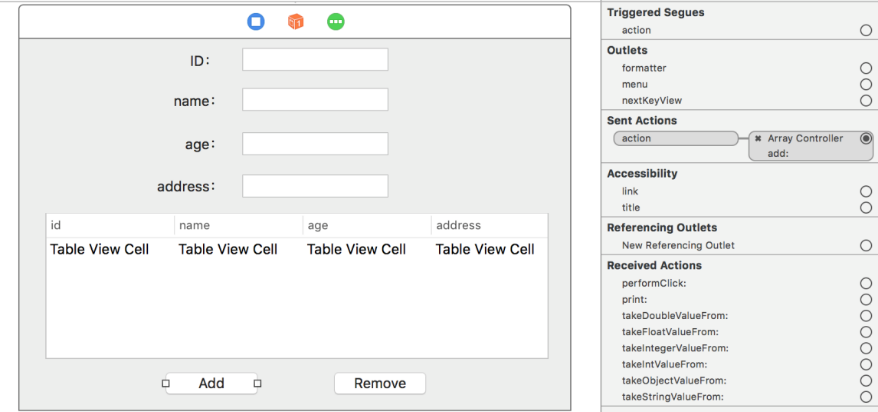 ID:
name:
age:
address:
id name age address
Table View Cell Table View Cell Table View Cell Table View Cell
Add Remove
Triggered Segues
action
Outlets
formatter
menu
nextKeyView
Sent Actions
action Array Controller
add:
Accessibility
link
title
Referencing Outlets
New Referencing Outlet
Received Actions
performClick:
print:
takeDoubleValueFrom:
takeFloatValueFrom:
takeIntegerValueFrom:
takeIntValueFrom:
takeObjectValueFrom:
takeStringValueFrom: